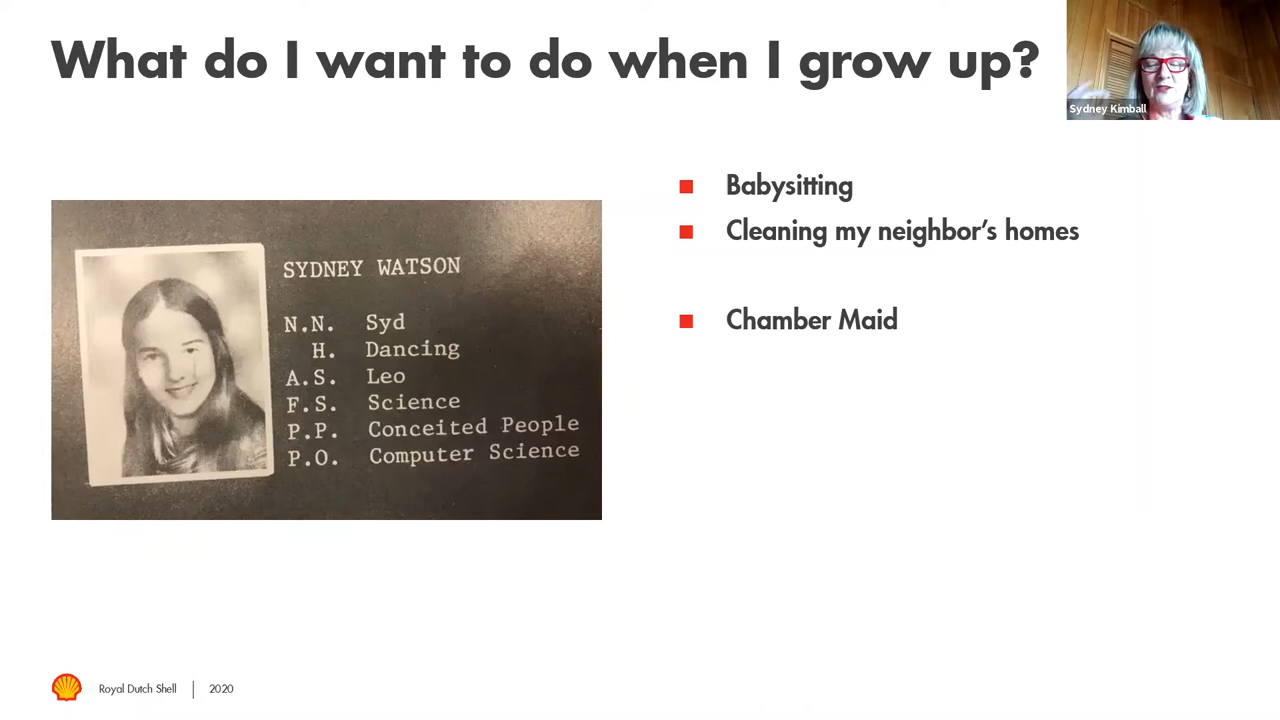 What do I want to do when I grow up?
Sydney Kimball
SYDNEY WATSON
N.N. Syd
H. Dancing
A.S. Leo
F.S. Science
P.P. Conceited People
P.O. Computer Science
Babysitting
Cleaning my neighbor's homes
Chamber Maid
Royal Dutch Shell | 2020